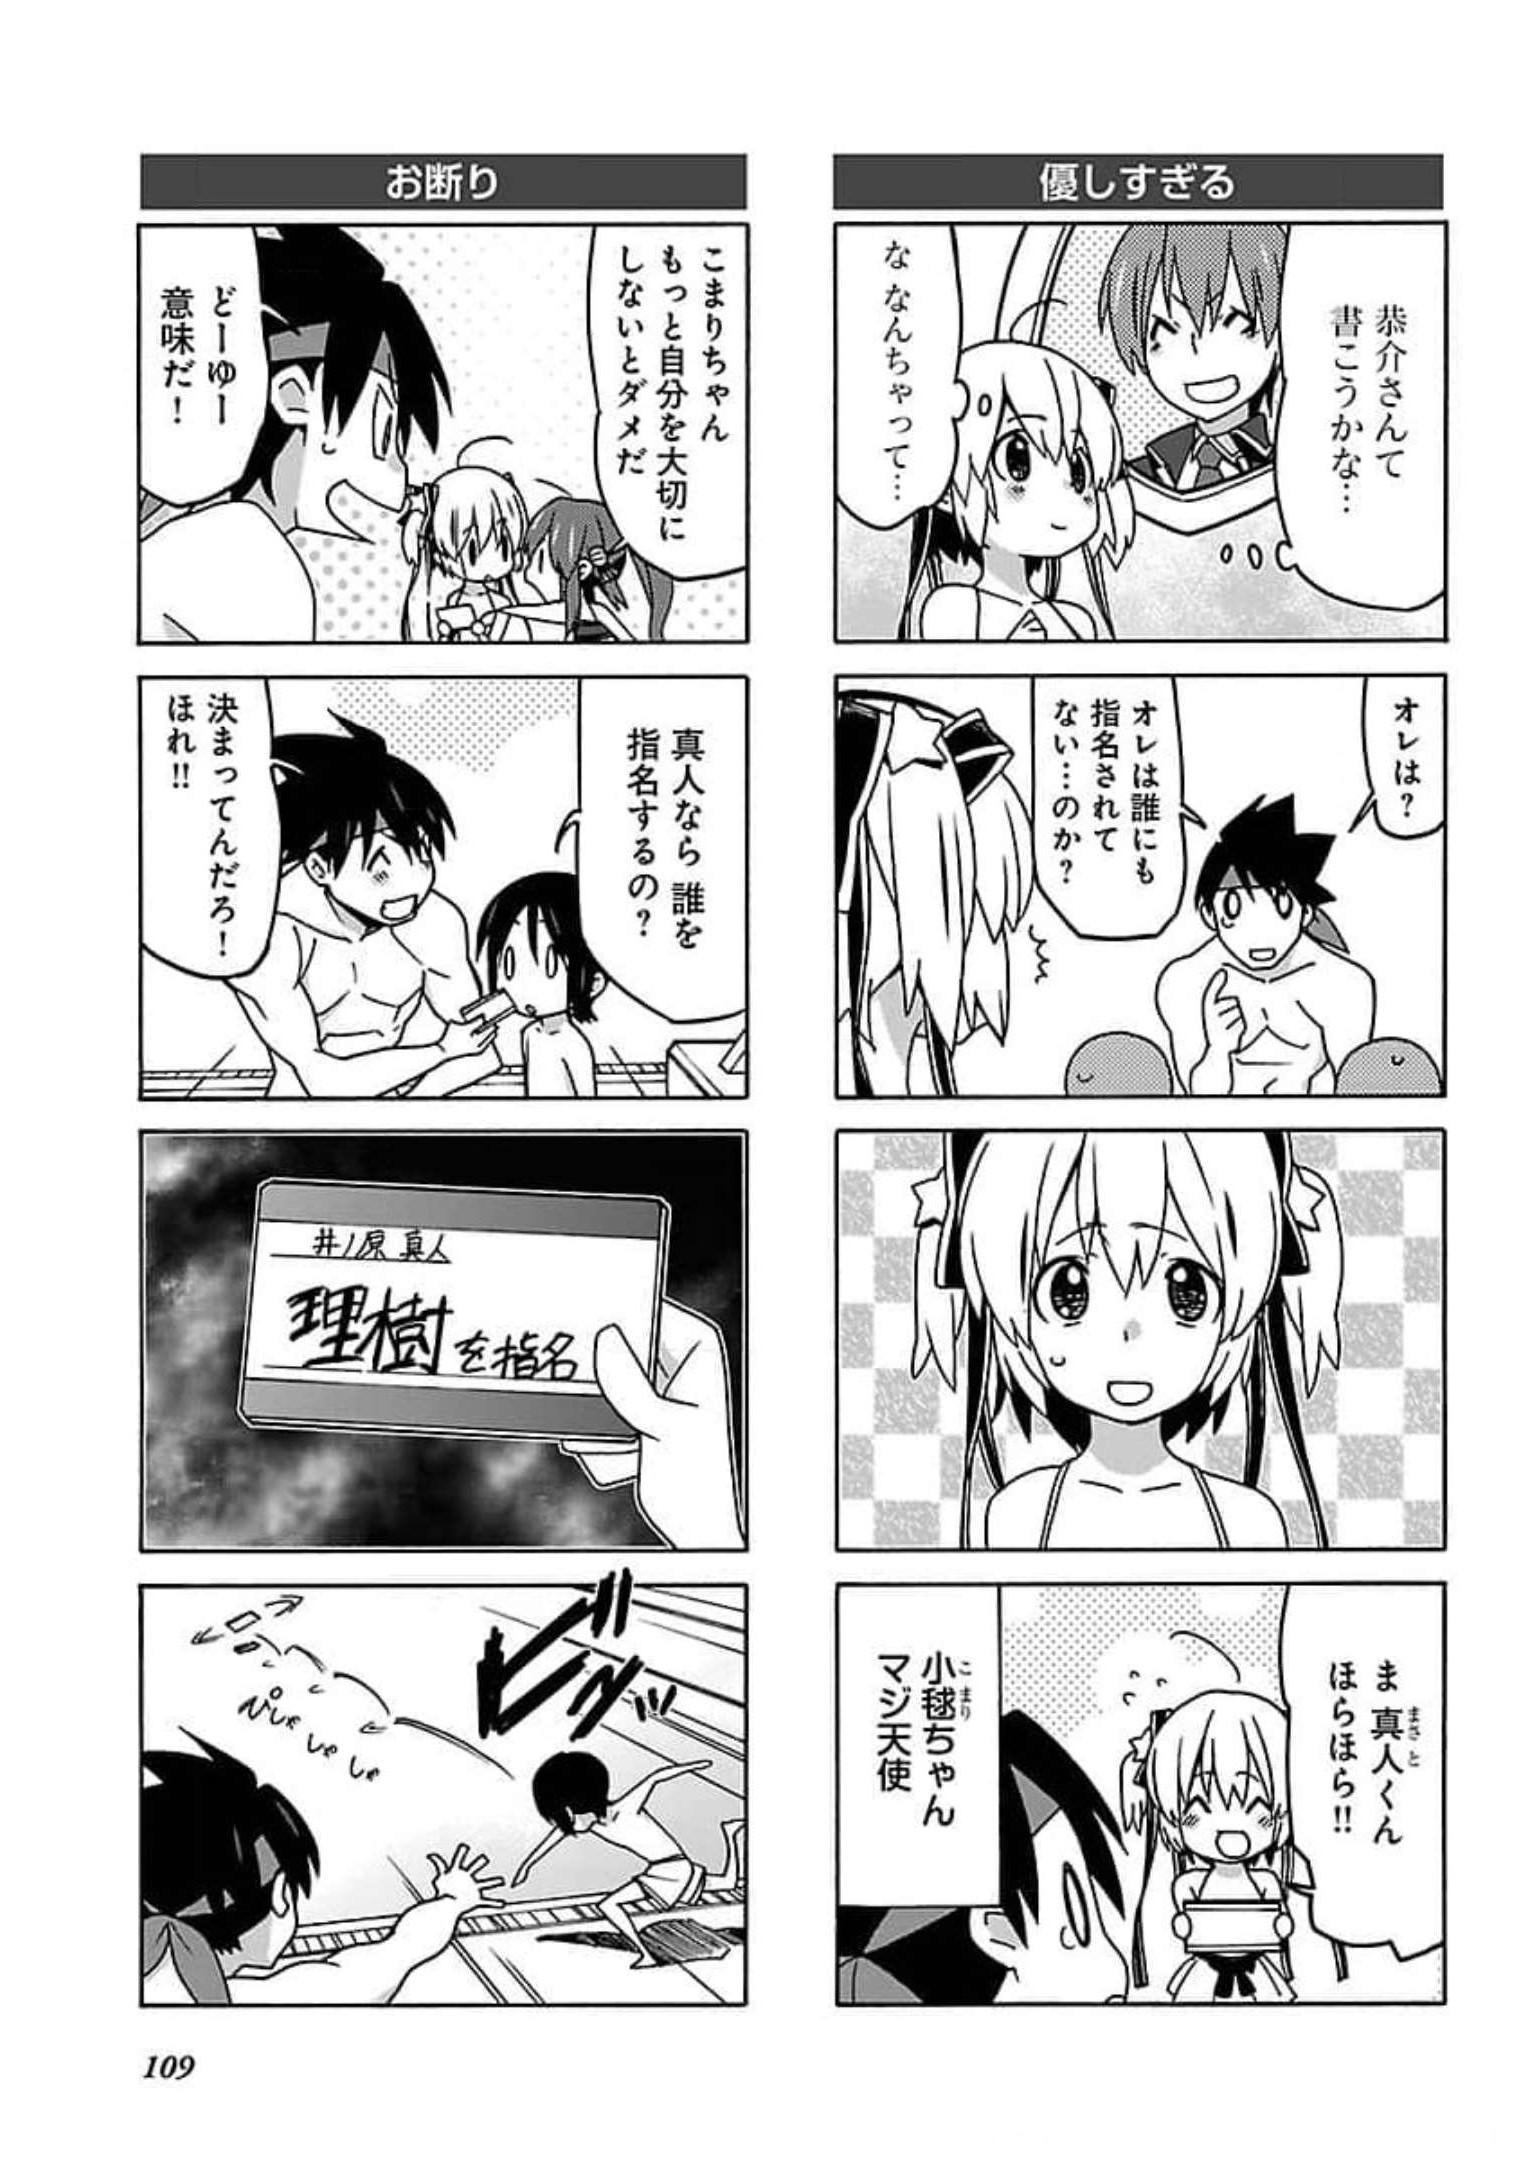 優しすぎる
恭介さんて
書こうかな…
な なんちゃって…
オレは?
オレは誰にも
指名されて
ない…のか?
ま 真人くん
まさと
ほらほら!!
小毬ちゃん
こまり
マジ天使
お断り
こまりちゃん
もっと自分を大切に
しないとダメだ
どーゆー
意味だ!
真人なら 誰を
指名するの?
決まってんだろ!
ほれ!!
井ノ原 真人
理樹を指名
ぴしゃ
しゃ
しゃ
109